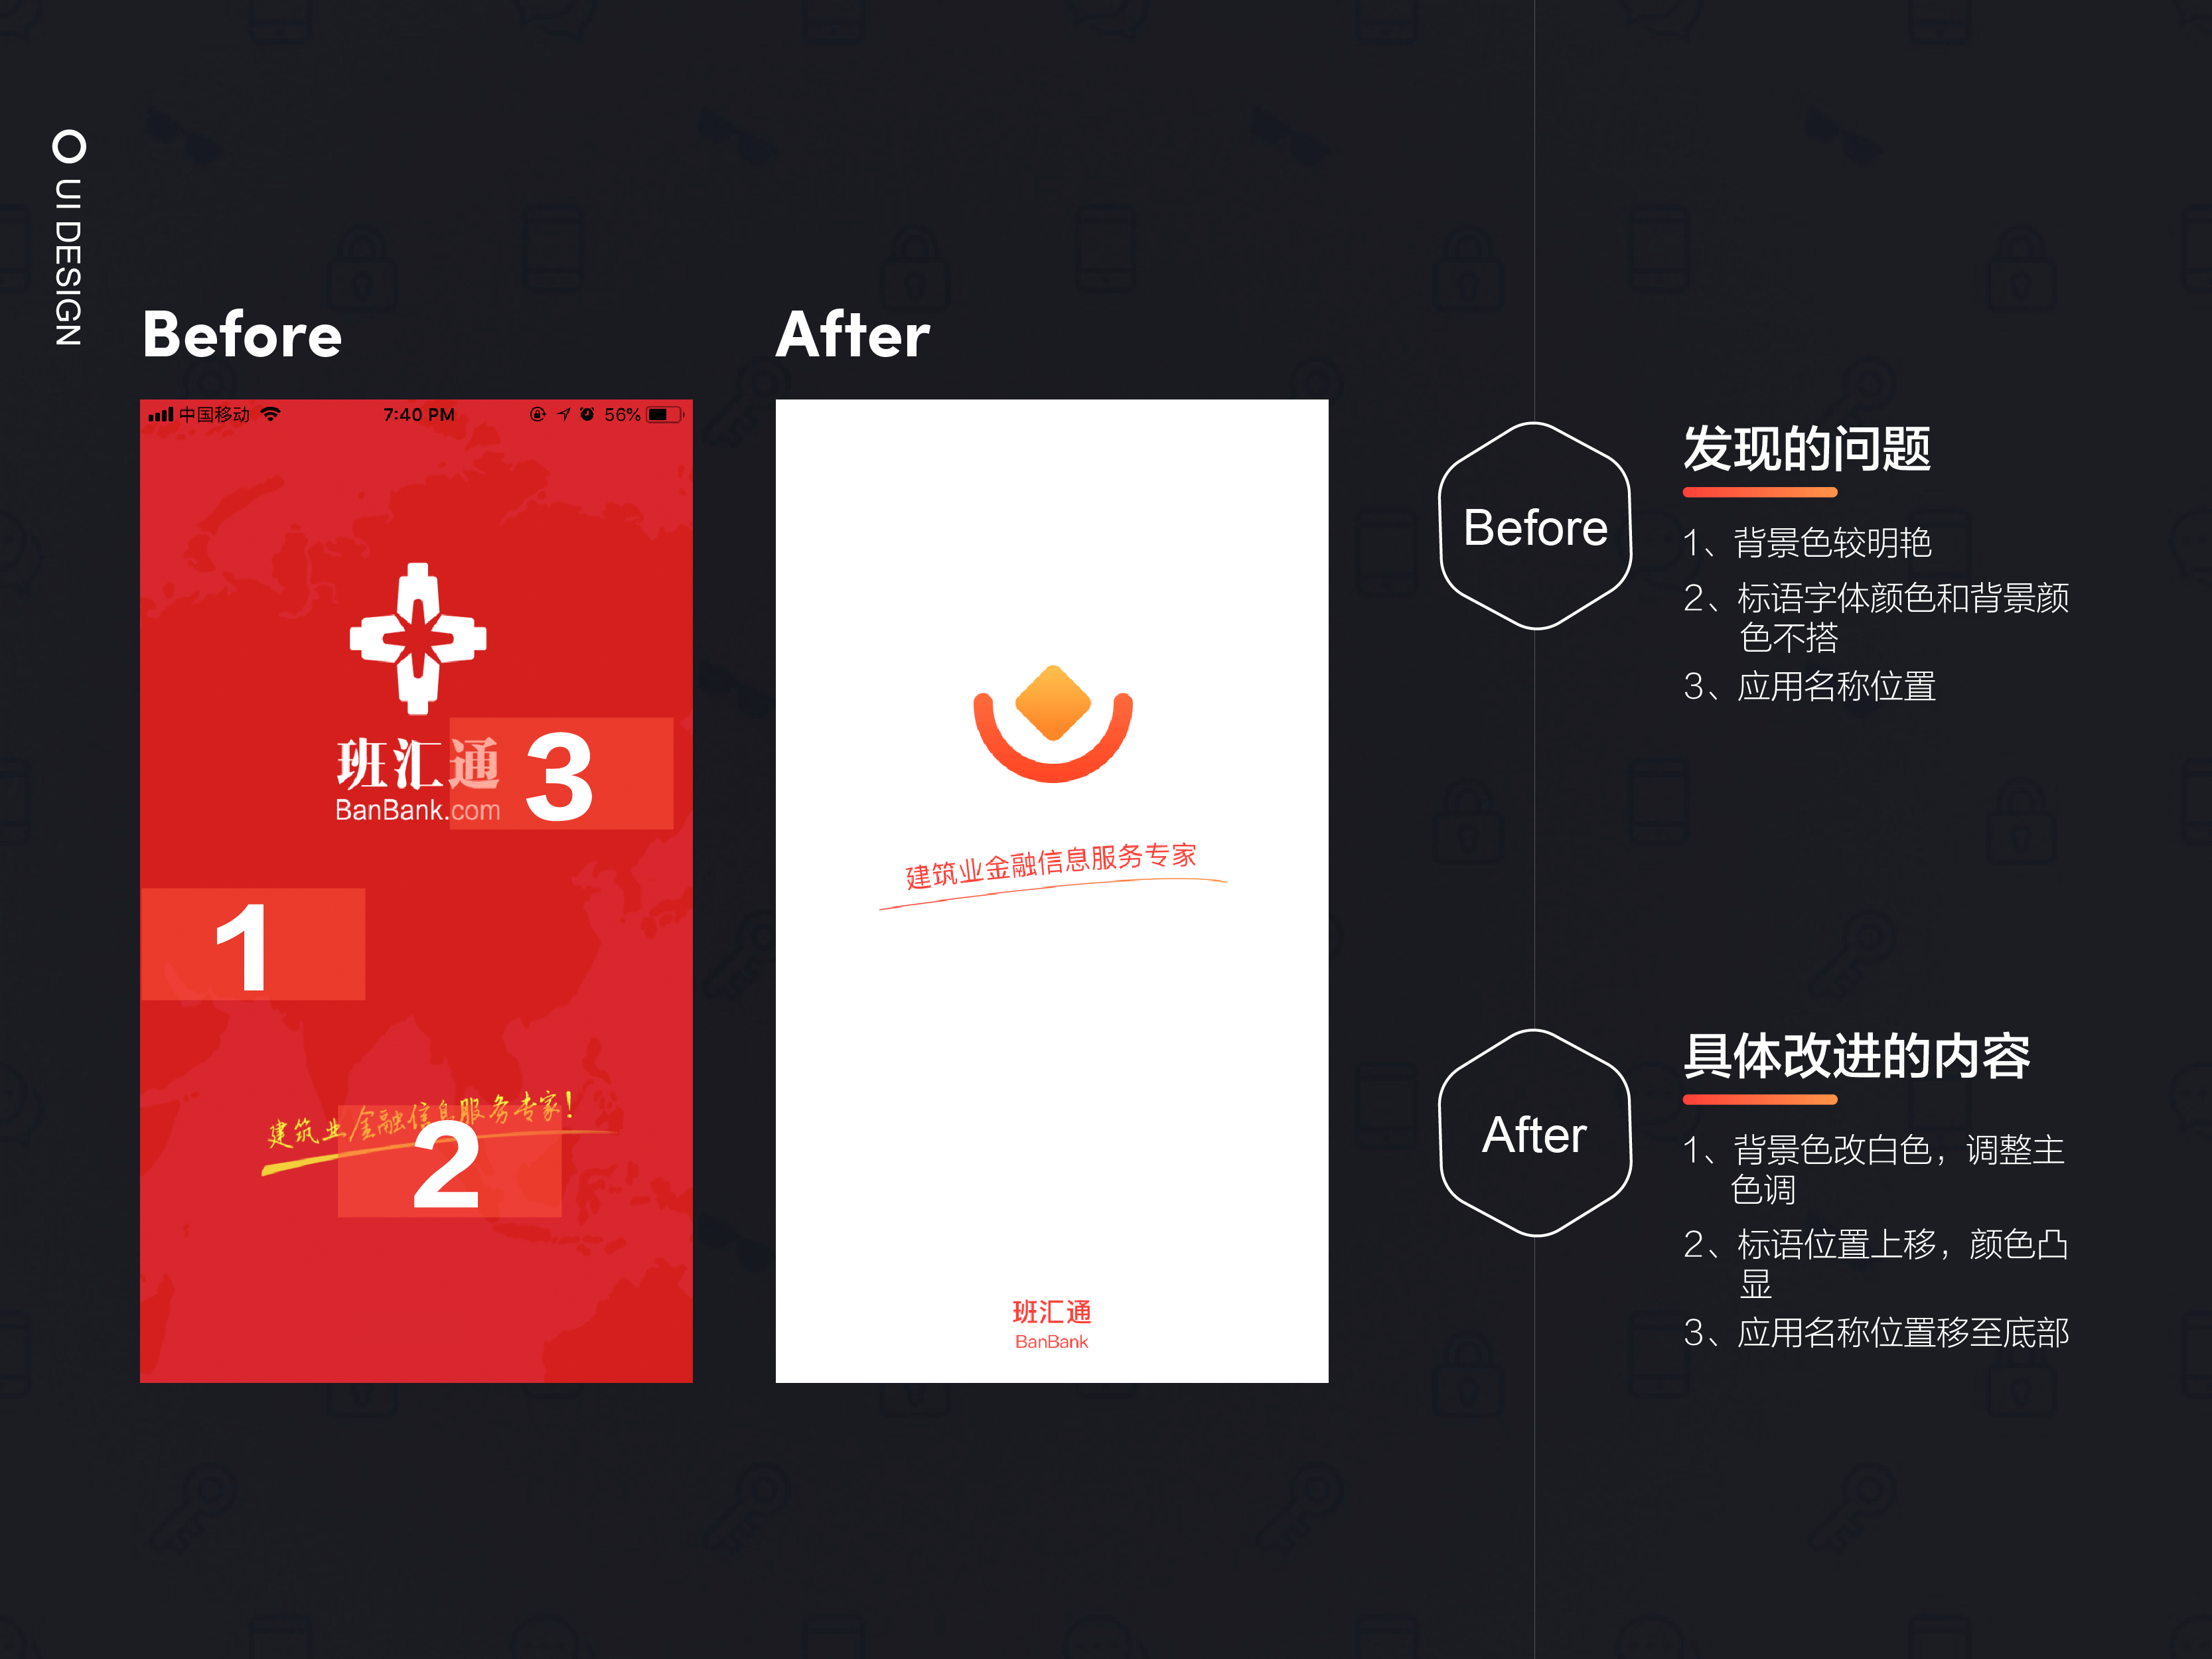 UI DESIGN
Before
After
中国移动
7:40 PM
56%
班汇通
BanBank.com
3
1
建筑业金融信息服务专家!
2
建筑业金融信息服务专家
班汇通
BanBank
Before
发现的问题
1、背景色较明艳
2、标语字体颜色和背景颜
色不搭
3、应用名称位置
After
具体改进的内容
1、背景色改白色，调整主
色调
2、标语位置上移，颜色凸
显
3、应用名称位置移至底部